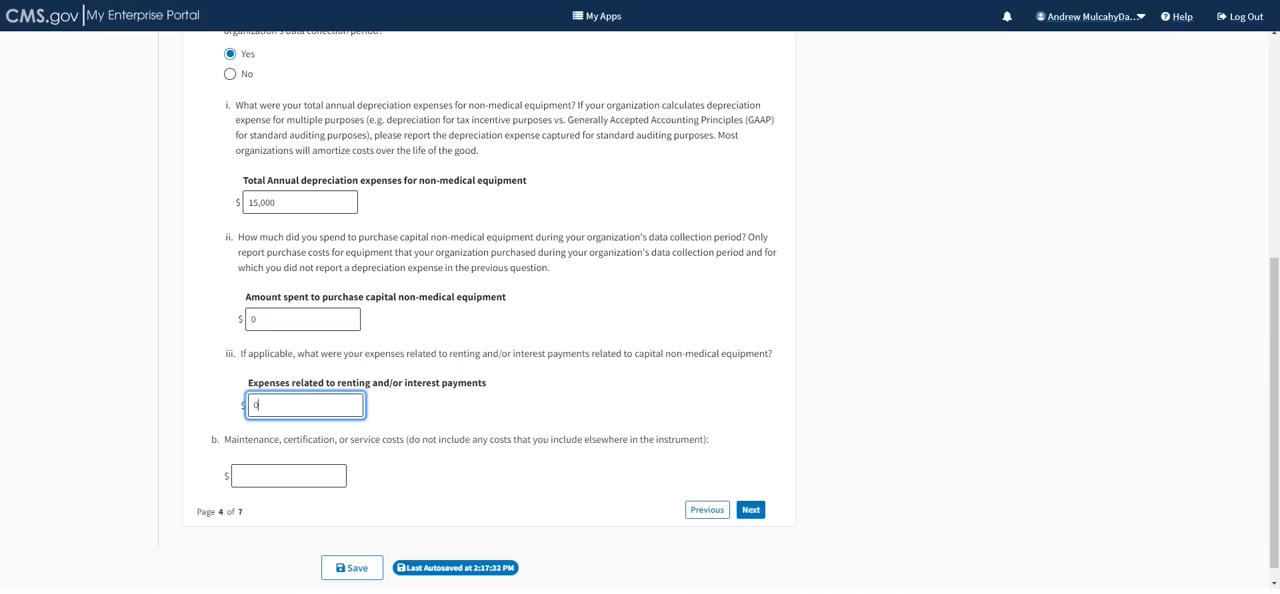 CMS.gov My Enterprise Portal
My Apps
Andrew MulcahyDa...
Help
Log Out
organization's data collection period?
Yes
No
i. What were your total annual depreciation expenses for non-medical equipment? If your organization calculates depreciation
expense for multiple purposes (e.g. depreciation for tax incentive purposes vs. Generally Accepted Accounting Principles (GAAP)
for standard auditing purposes), please report the depreciation expense captured for standard auditing purposes. Most
organizations will amortize costs over the life of the good.
Total Annual depreciation expenses for non-medical equipment
$ 15,000
ii. How much did you spend to purchase capital non-medical equipment during your organization's data collection period? Only
report purchase costs for equipment that your organization purchased during your organization's data collection period and for
which you did not report a depreciation expense in the previous question.
Amount spent to purchase capital non-medical equipment
$ 0
iii. If applicable, what were your expenses related to renting and/or interest payments related to capital non-medical equipment?
Expenses related to renting and/or interest payments
$ 0
b. Maintenance, certification, or service costs (do not include any costs that you include elsewhere in the instrument):
$
Page 4 of 7
Previous
Next
Save
Last Autosaved at 2:17:32 PM